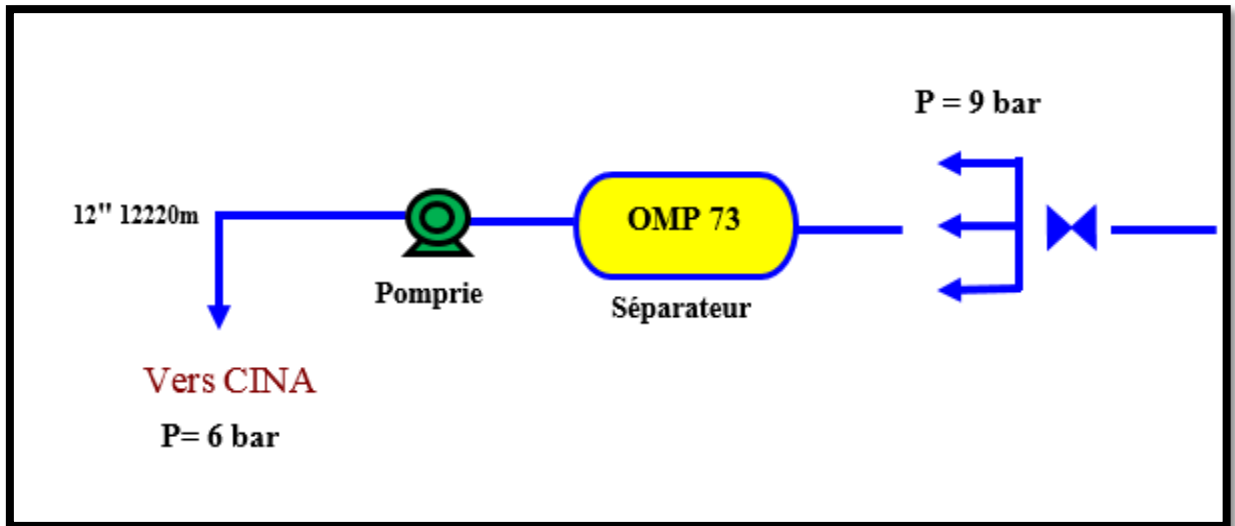 P = 9 bar
12" 12220m
OMP 73
Pomprie
Séparateur
Vers CINA
P= 6 bar